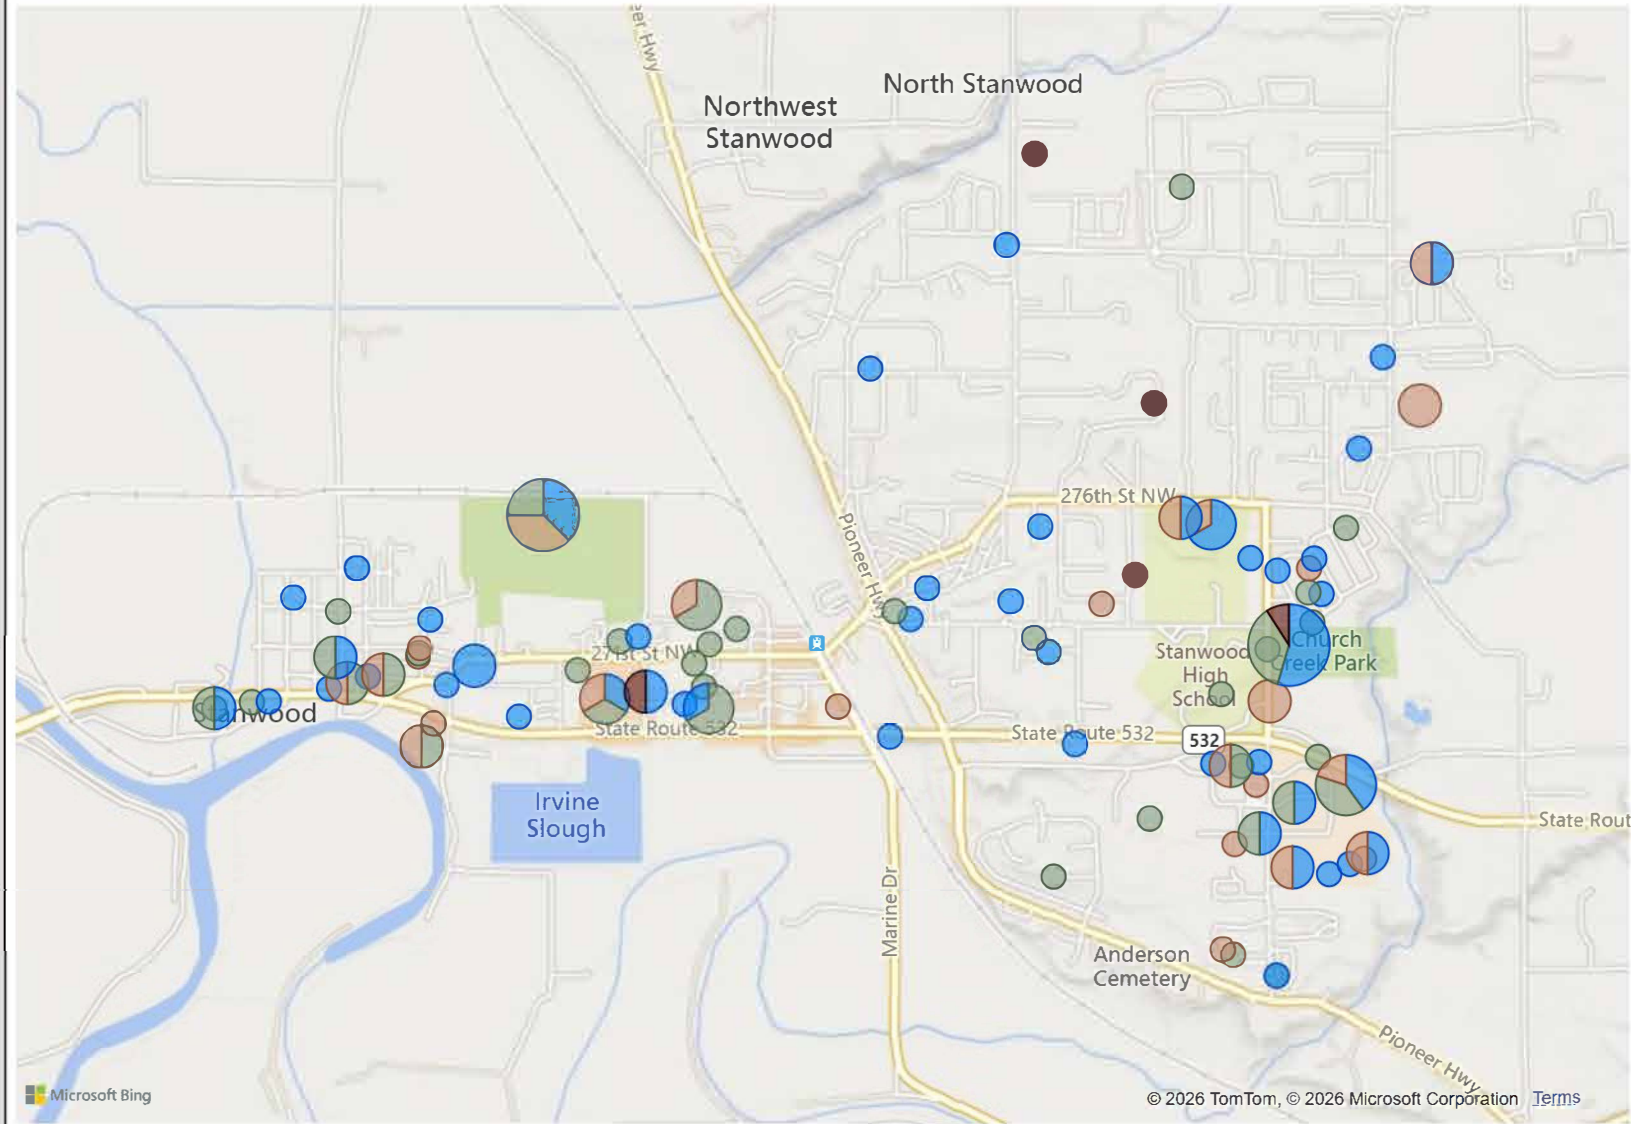 er Hwy
North Stanwood
Northwest
Stanwood
276th St NW
Pioneer Hwy
Church
Creek Park
Stanwood
High
School
271st St NW
Stanwood
State Route 532
State Route 532
532
Irvine
Slough
State Rout
Marine Dr
Anderson
Cemetery
Pioneer Hwy
Microsoft Bing
© 2026 TomTom, © 2026 Microsoft Corporation Terms